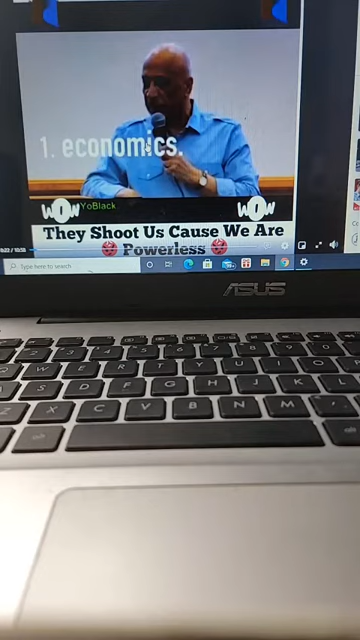 1. economics.
WOW
YoBlack
WOW
They Shoot Us Cause We Are
Powerless
Type here to search
ASUS
W E R T Y U I O
S D F G H J K L
Z X C V B N M